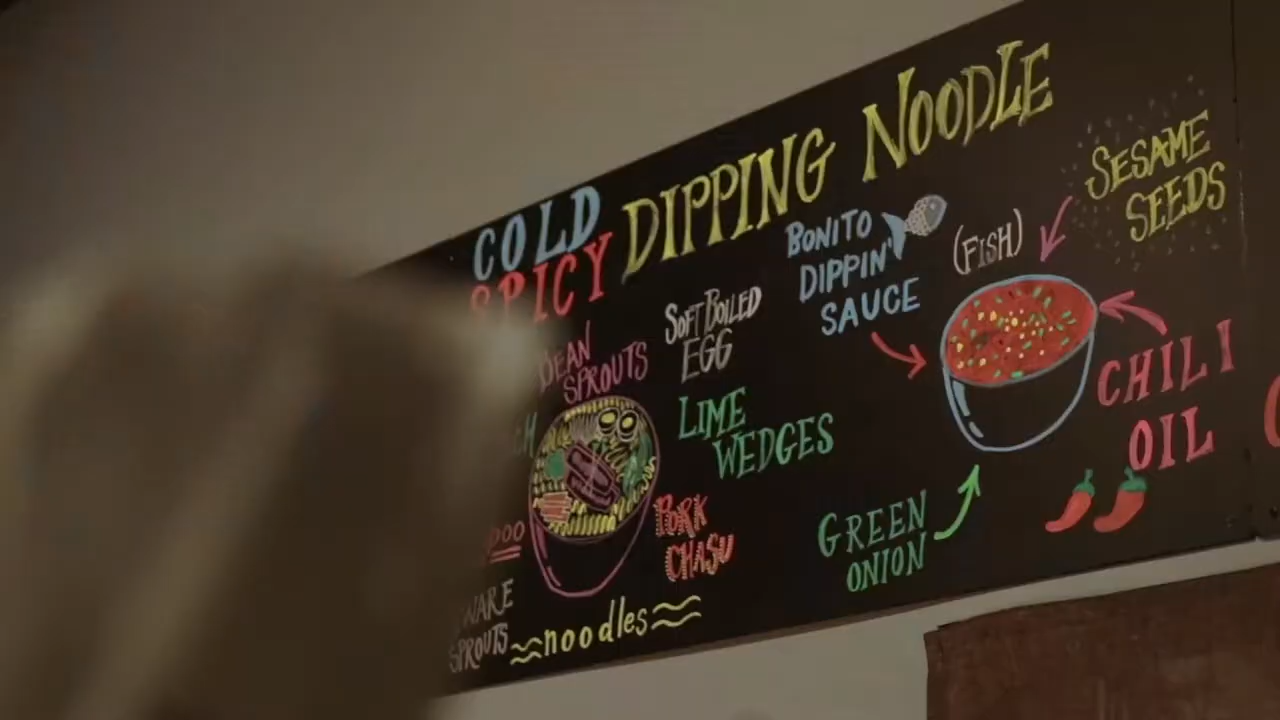 COLD
SPICY
DIPPING NOODLE
SPROUTS
SOFT BOILED
EGG
LIME
WEDGES
PORK
CHASU
SPROUTS
noodles
BONITO
DIPPIN'
SAUCE
(FISH)
SESAME
SEEDS
CHILI
OIL
GREEN
ONION